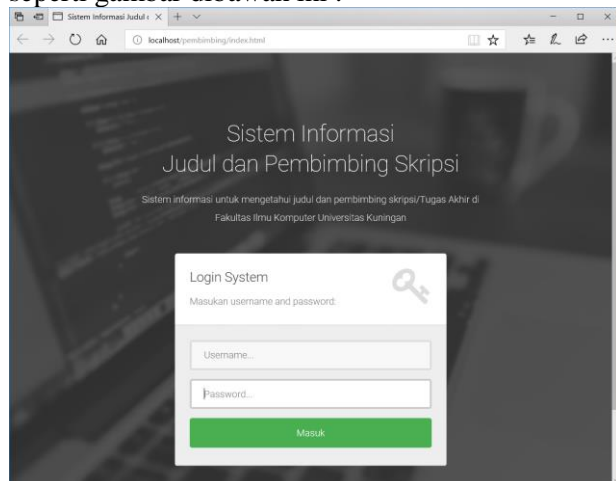 seperti gambar dibawah ini :
Sistem Informasi Judul
localhost/pembimbing/index.html
Sistem Informasi
Judul dan Pembimbing Skripsi
Sistem informasi untuk mengetahui judul dan pembimbing skripsi/Tugas Akhir di
Fakultas Ilmu Komputer Universitas Kuningan
Login System
Masukan username and password:
Username...
Password...
Masuk